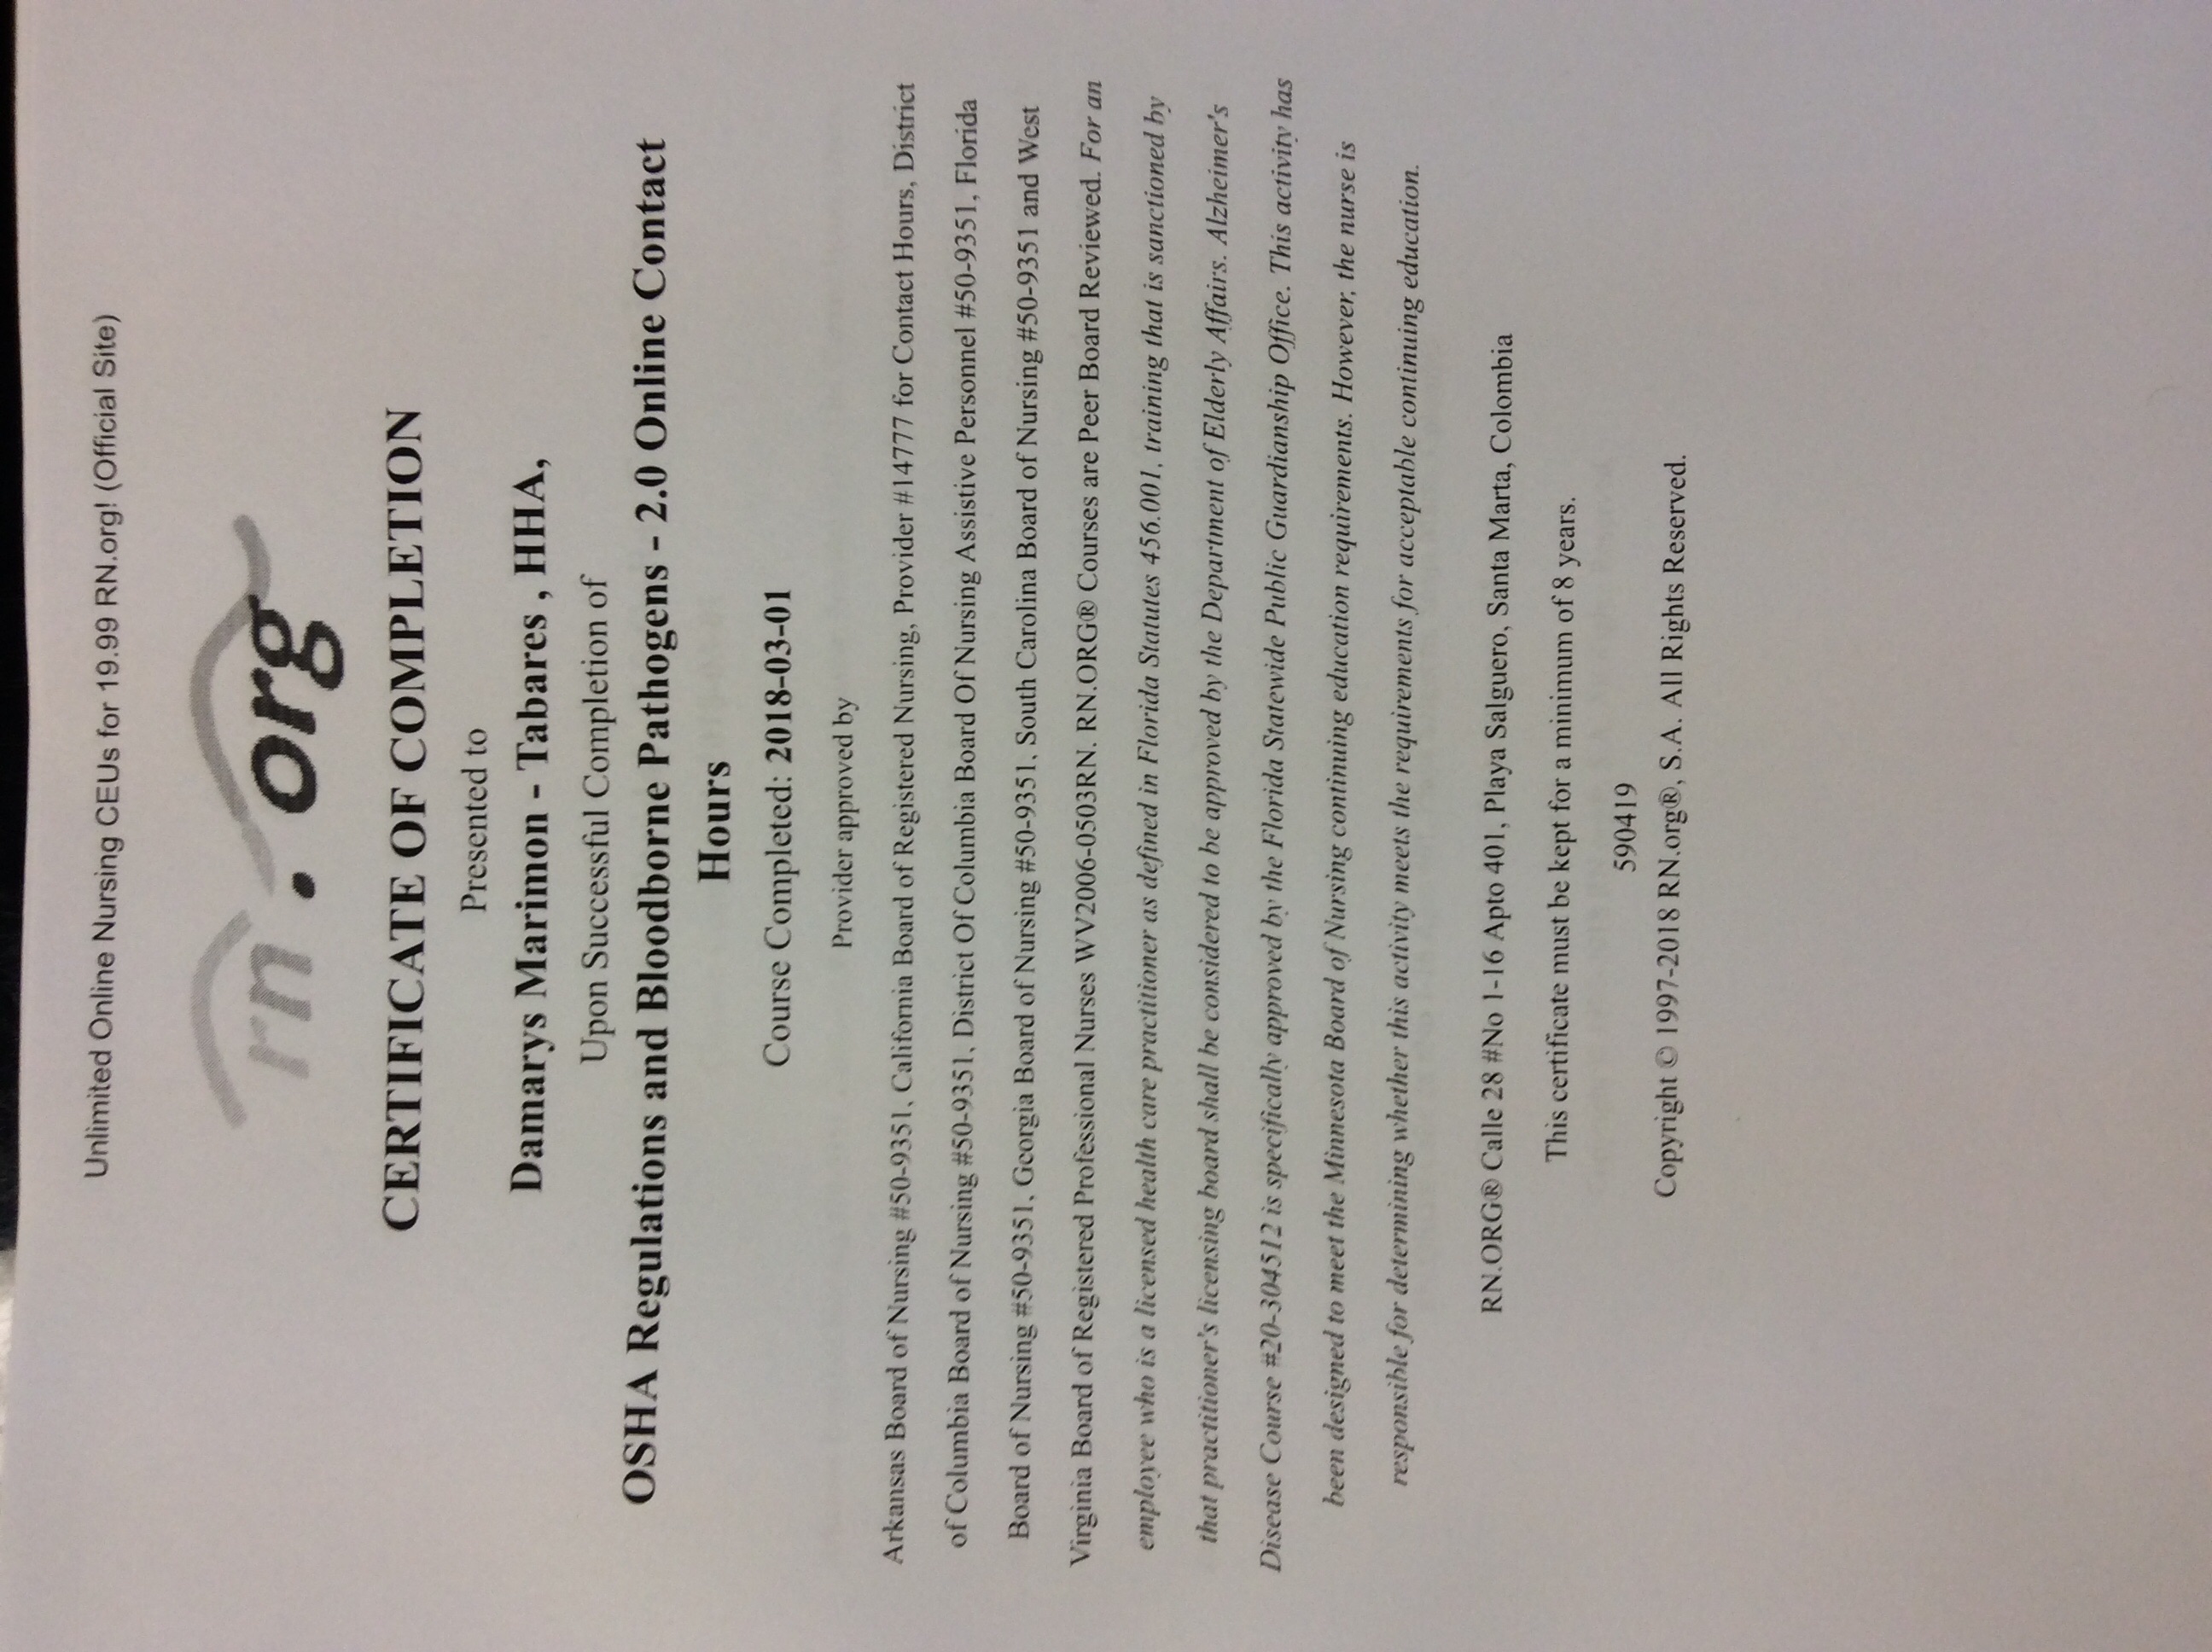 Unlimited Online Nursing CEUs for 19.99 RN.org! (Official Site)
rn.org
CERTIFICATE OF COMPLETION
Presented to
Damarys Marimon - Tabares , HHA,
Upon Successful Completion of
OSHA Regulations and Bloodborne Pathogens - 2.0 Online Contact
Hours
Course Completed: 2018-03-01
Provider approved by
Arkansas Board of Nursing #50-9351, California Board of Registered Nursing, Provider #14777 for Contact Hours, District
of Columbia Board of Nursing #50-9351, District Of Columbia Board Of Nursing Assistive Personnel #50-9351, Florida
Board of Nursing #50-9351, Georgia Board of Nursing #50-9351, South Carolina Board of Nursing #50-9351 and West
Virginia Board of Registered Professional Nurses WV2006-0503RN. RN.ORG® Courses are Peer Board Reviewed. For an
employee who is a licensed health care practitioner as defined in Florida Statutes 456.001, training that is sanctioned by
that practitioner's licensing board shall be considered to be approved by the Department of Elderly Affairs. Alzheimer's
Disease Course #20-304512 is specifically approved by the Florida Statewide Public Guardianship Office. This activity has
been designed to meet the Minnesota Board of Nursing continuing education requirements. However, the nurse is
responsible for determining whether this activity meets the requirements for acceptable continuing education.
RN.ORG® Calle 28 #No 1-16 Apto 401, Playa Salguero, Santa Marta, Colombia
This certificate must be kept for a minimum of 8 years.
590419
Copyright © 1997-2018 RN.org®, S.A. All Rights Reserved.